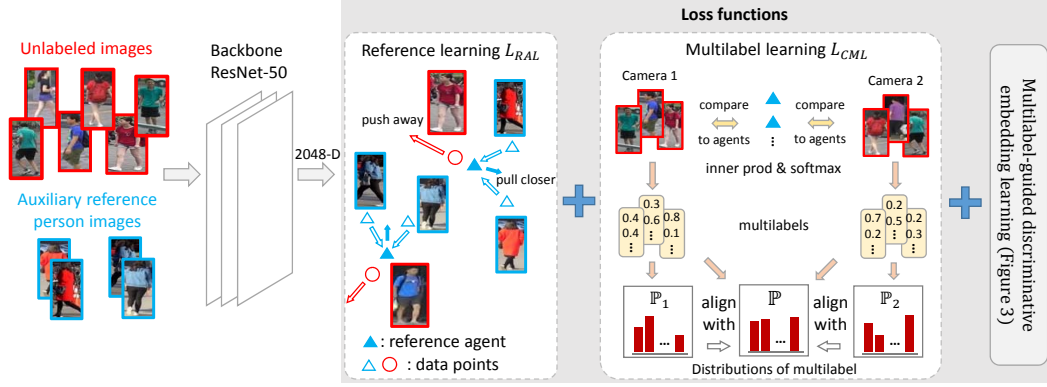 Loss functions
Unlabeled images
Backbone
ResNet-50
Auxiliary reference
person images
2048-D
Reference learning L_RAL
push away
pull closer
: reference agent
: data points
Multilabel learning L_CML
Camera 1
Camera 2
compare
to agents
⋮
compare
to agents
inner prod & softmax
0.4
0.4
⋮
0.3
0.6
⋮
0.8
0.1
⋮
multilabels
0.7
0.2
⋮
0.2
0.5
⋮
0.2
0.3
⋮
ℙ1
...
align
with
ℙ
...
align
with
ℙ2
...
Distributions of multilabel
Multilabel-guided discriminative
embedding learning (Figure 3)